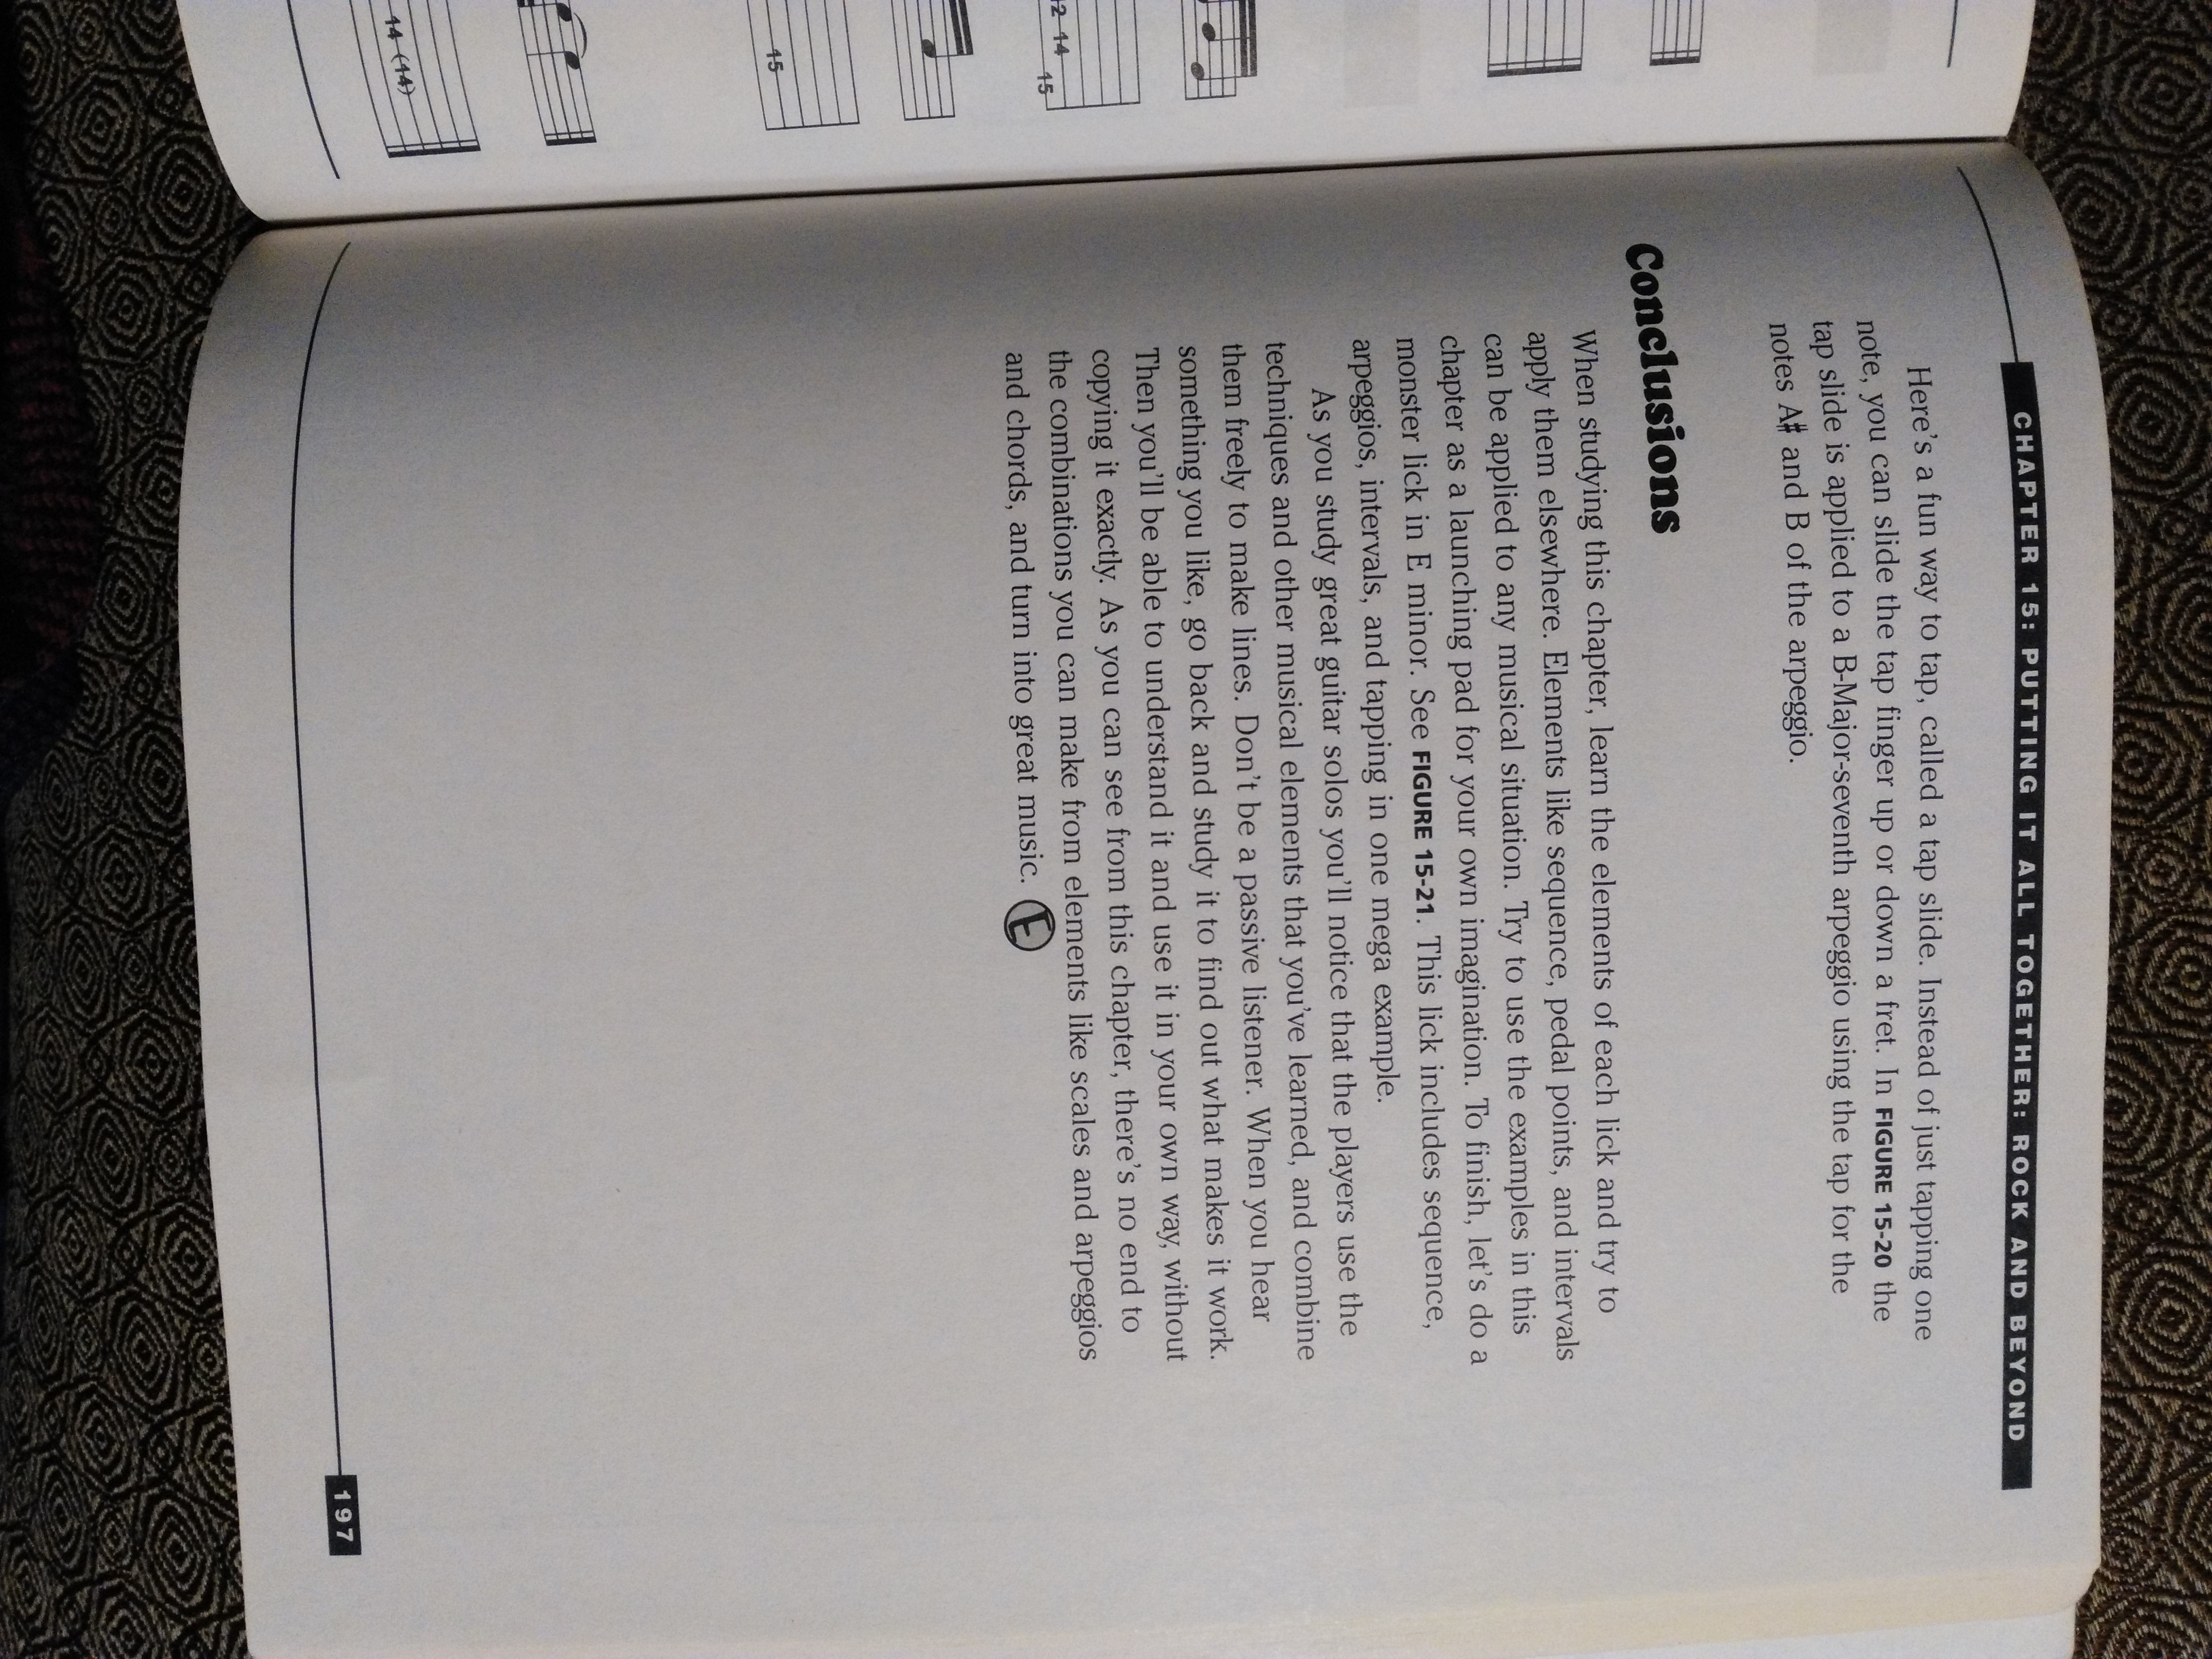 CHAPTER 15: PUTTING IT ALL TOGETHER: ROCK AND BEYOND
Here's a fun way to tap, called a tap slide. Instead of just tapping one
note, you can slide the tap finger up or down a fret. In FIGURE 15-20 the
tap slide is applied to a B-Major-seventh arpeggio using the tap for the
notes A# and B of the arpeggio.
Conclusions
When studying this chapter, learn the elements of each lick and try to
apply them elsewhere. Elements like sequence, pedal points, and intervals
can be applied to any musical situation. Try to use the examples in this
chapter as a launching pad for your own imagination. To finish, let's do a
monster lick in E minor. See FIGURE 15-21. This lick includes sequence,
arpeggios, intervals, and tapping in one mega example.
As you study great guitar solos you'll notice that the players use the
techniques and other musical elements that you've learned, and combine
them freely to make lines. Don't be a passive listener. When you hear
something you like, go back and study it to find out what makes it work.
Then you'll be able to understand it and use it in your own way, without
copying it exactly. As you can see from this chapter, there's no end to
the combinations you can make from elements like scales and arpeggios
and chords, and turn into great music. E
197
12 14 15
15
14 (14)